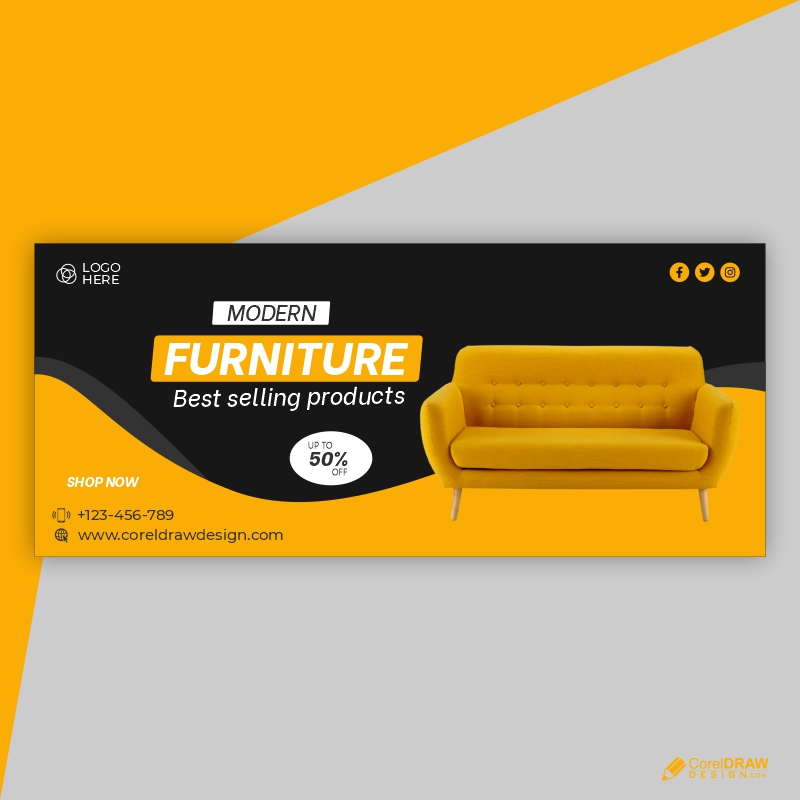 LOGO
HERE
MODERN
FURNITURE
Best selling products
UP TO
50%
OFF
SHOP NOW
+123-456-789
www.coreldrawdesign.com
CorelDRAW
DESIGN.COM